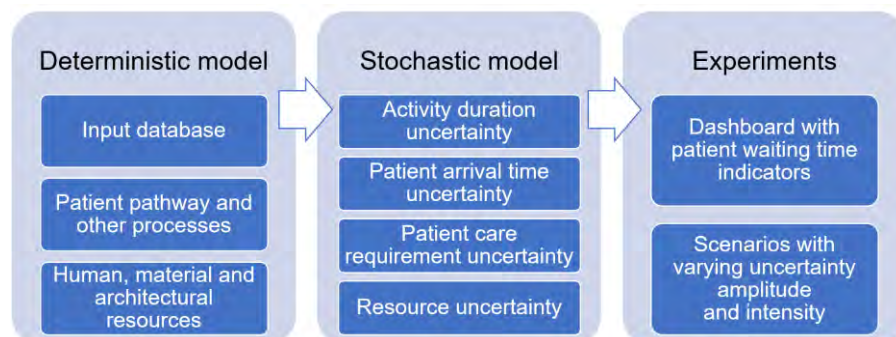 Deterministic model
Input database
Patient pathway and
other processes
Human, material and
architectural
resources
Stochastic model
Activity duration
uncertainty
Patient arrival time
uncertainty
Patient care
requirement uncertainty
Resource uncertainty
Experiments
Dashboard with
patient waiting time
indicators
Scenarios with
varying uncertainty
amplitude
and intensity